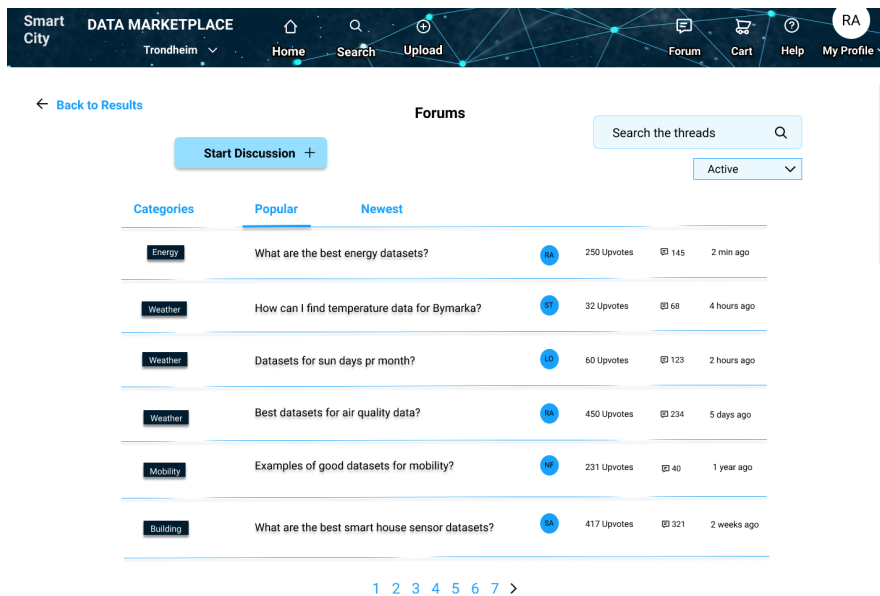 Smart City
DATA MARKETPLACE
Trondheim
Home
Search
Upload
Forum
Cart
Help
RA
My Profile
Back to Results
Forums
Search the threads
Start Discussion
Active
Categories Popular Newest
Energy What are the best energy datasets? RA 250 Upvotes 145 2 min ago
Weather How can I find temperature data for Bymarka? ST 32 Upvotes 68 4 hours ago
Weather Datasets for sun days pr month? LO 60 Upvotes 123 2 hours ago
Weather Best datasets for air quality data? RA 450 Upvotes 234 5 days ago
Mobility Examples of good datasets for mobility? NF 231 Upvotes 40 1 year ago
Building What are the best smart house sensor datasets? SA 417 Upvotes 321 2 weeks ago
1 2 3 4 5 6 7